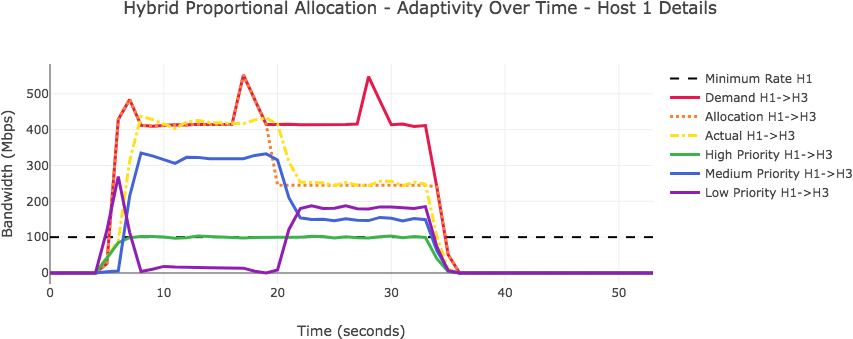 Hybrid Proportional Allocation - Adaptivity Over Time - Host 1 Details
Bandwidth (Mbps)
500
400
300
200
100
0
0
10
20
30
40
50
Time (seconds)
Minimum Rate H1
Demand H1->H3
Allocation H1->H3
Actual H1->H3
High Priority H1->H3
Medium Priority H1->H3
Low Priority H1->H3